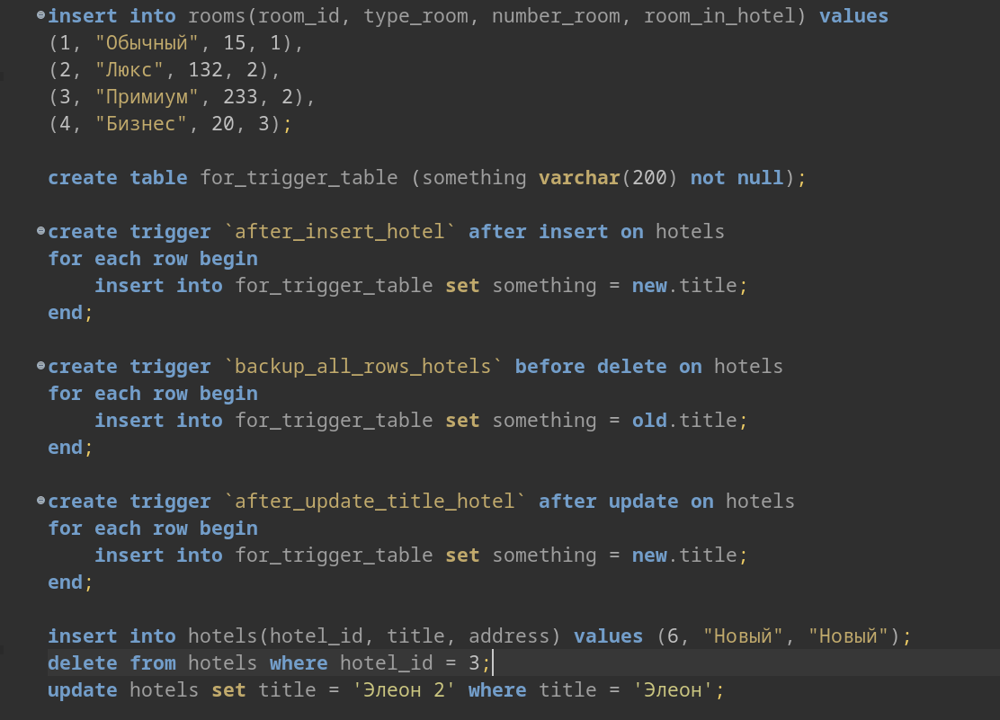 insert into rooms(room_id, type_room, number_room, room_in_hotel) values
(1, "Обычный", 15, 1),
(2, "Люкс", 132, 2),
(3, "Примиум", 233, 2),
(4, "Бизнес", 20, 3);
create table for_trigger_table (something varchar(200) not null);
create trigger `after_insert_hotel` after insert on hotels
for each row begin
insert into for_trigger_table set something = new.title;
end;
create trigger `backup_all_rows_hotels` before delete on hotels
for each row begin
insert into for_trigger_table set something = old.title;
end;
create trigger `after_update_title_hotel` after update on hotels
for each row begin
insert into for_trigger_table set something = new.title;
end;
insert into hotels(hotel_id, title, address) values (6, "Новый", "Новый");
delete from hotels where hotel_id = 3;
update hotels set title = 'Элеон 2' where title = 'Элеон';